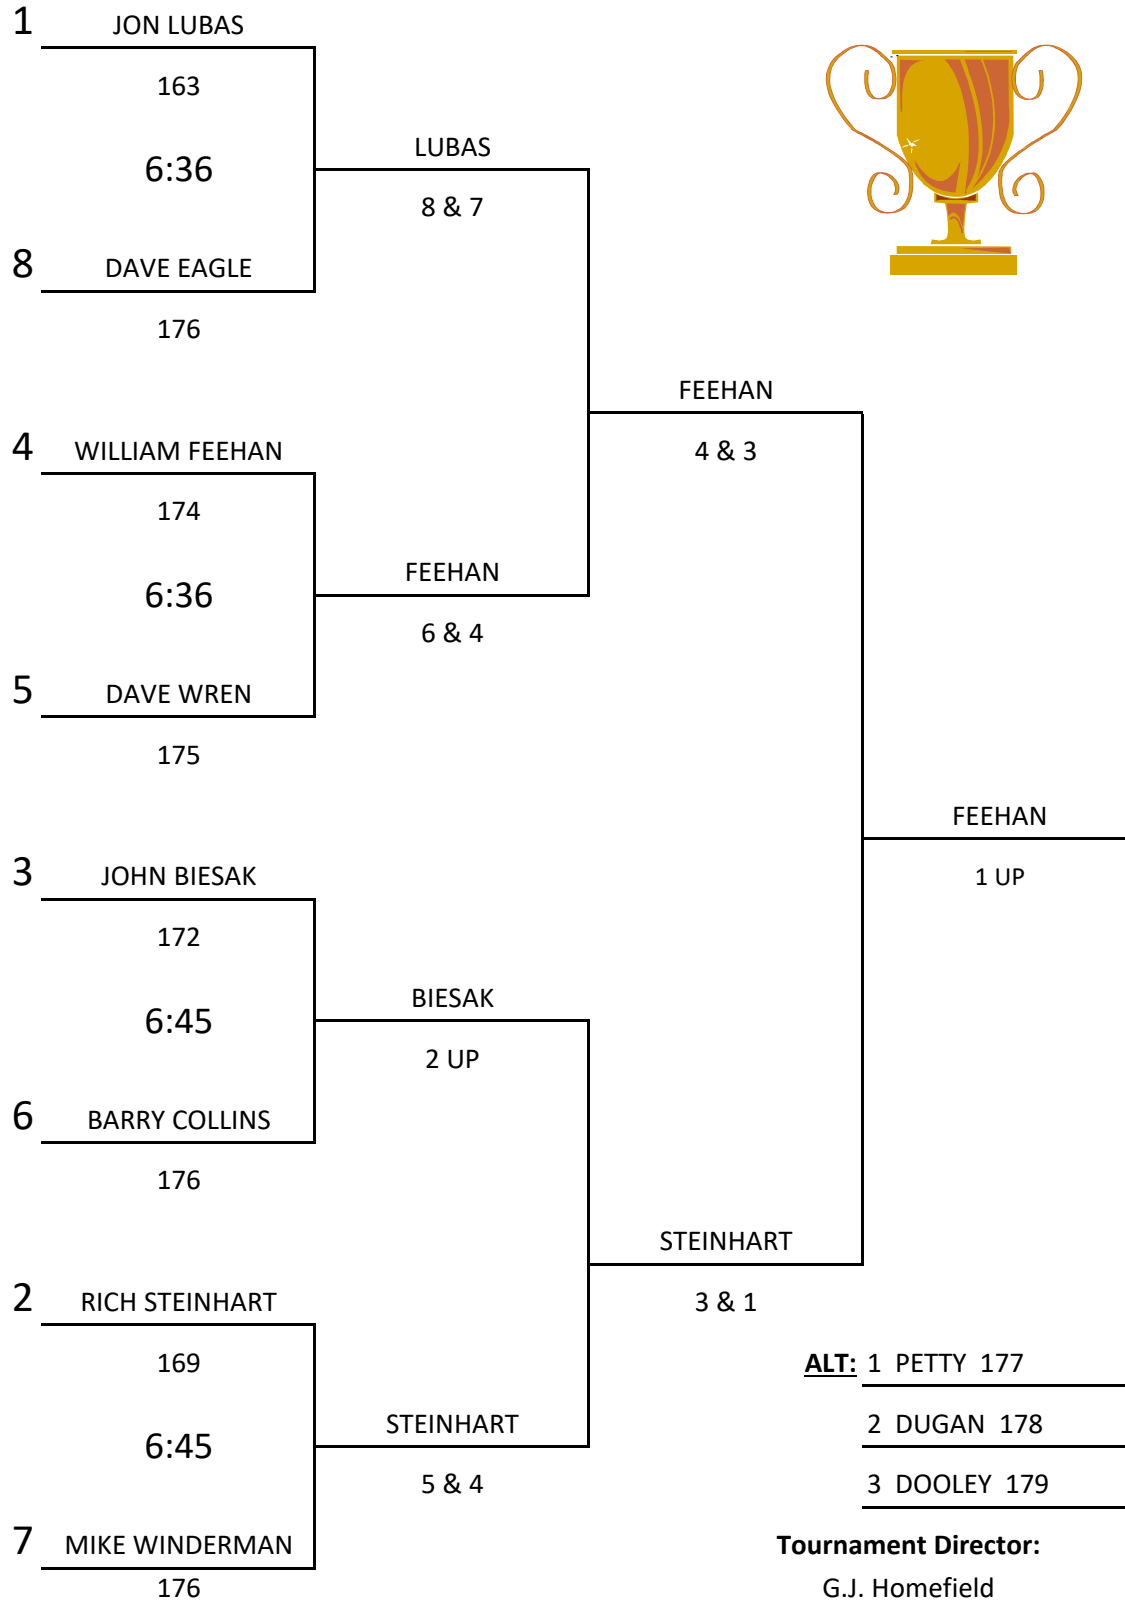 1 JON LUBAS
163
6:36
LUBAS
8 & 7
8 DAVE EAGLE
176
FEEHAN
4 & 3
4 WILLIAM FEEHAN
174
6:36
FEEHAN
6 & 4
5 DAVE WREN
175
FEEHAN
1 UP
3 JOHN BIESAK
172
6:45
BIESAK
2 UP
6 BARRY COLLINS
176
STEINHART
3 & 1
2 RICH STEINHART
169
6:45
STEINHART
5 & 4
7 MIKE WINDERMAN
176
ALT: 1 PETTY 177
2 DUGAN 178
3 DOOLEY 179
Tournament Director:
G.J. Homefield